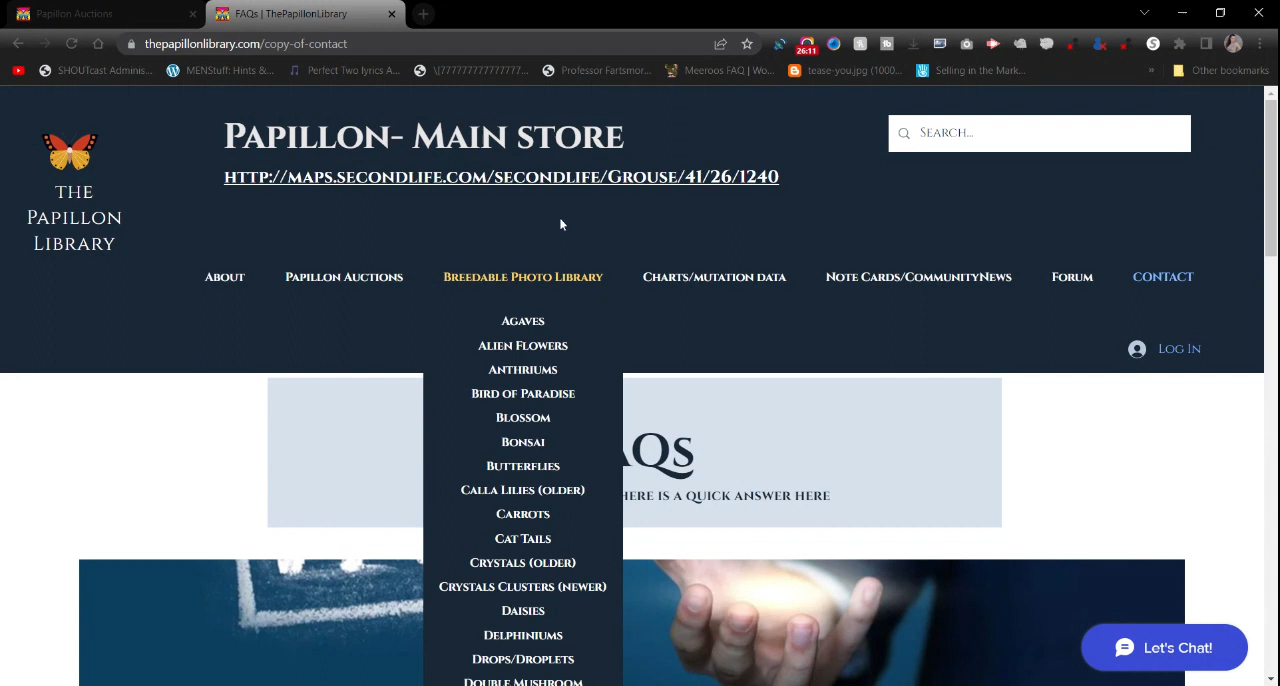 Papillon Auctions
FAQs | ThePapillonLibrary
thepapillonlibrary.com/copy-of-contact
26:11
SHOUTcast Adminis...
MENStuff: Hints &...
Perfect Two lyrics A...
\[77777777777777...
Professor Fartsmor...
Meeroos FAQ | Wo...
tease-you.jpg (1000...
Selling in the Mark...
»
Other bookmarks
THE
PAPILLON
LIBRARY
Papillon- Main store
http://maps.secondlife.com/secondlife/Grouse/41/26/1240
Search...
About
Papillon Auctions
Breedable Photo Library
Charts/mutation data
Note Cards/CommunityNews
Forum
CONTACT
Log In
Agaves
Alien Flowers
Anthriums
Bird of Paradise
Blossom
Bonsai
Butterflies
Calla Lilies (older)
Carrots
Cat Tails
Crystals (older)
Crystals Clusters (newer)
Daisies
Delphiniums
Drops/Droplets
Double Mushroom
AQs
HERE IS A QUICK ANSWER HERE
Let's Chat!